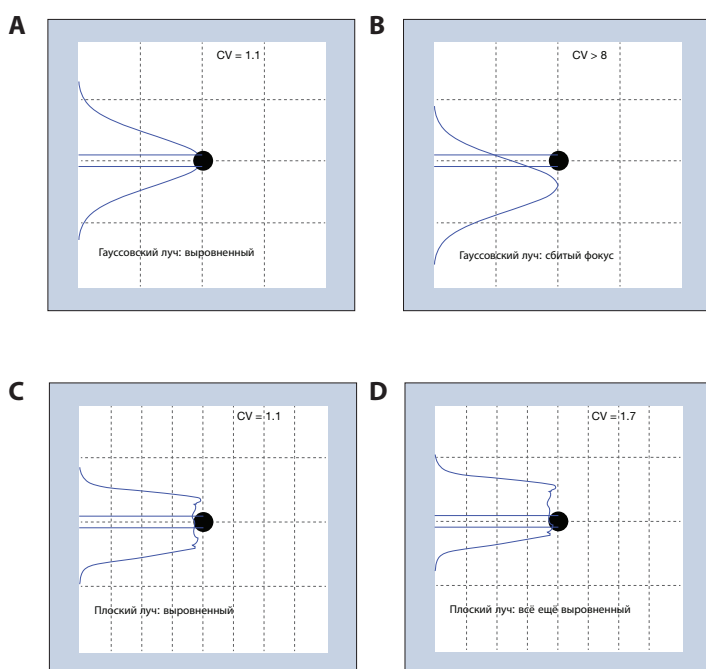 A
CV = 1.1
Гауссовский луч: выровненный
B
CV > 8
Гауссовский луч: сбитый фокус
C
CV = 1.1
Плоский луч: выровненный
D
CV = 1.7
Плоский луч: всё ещё выровненный